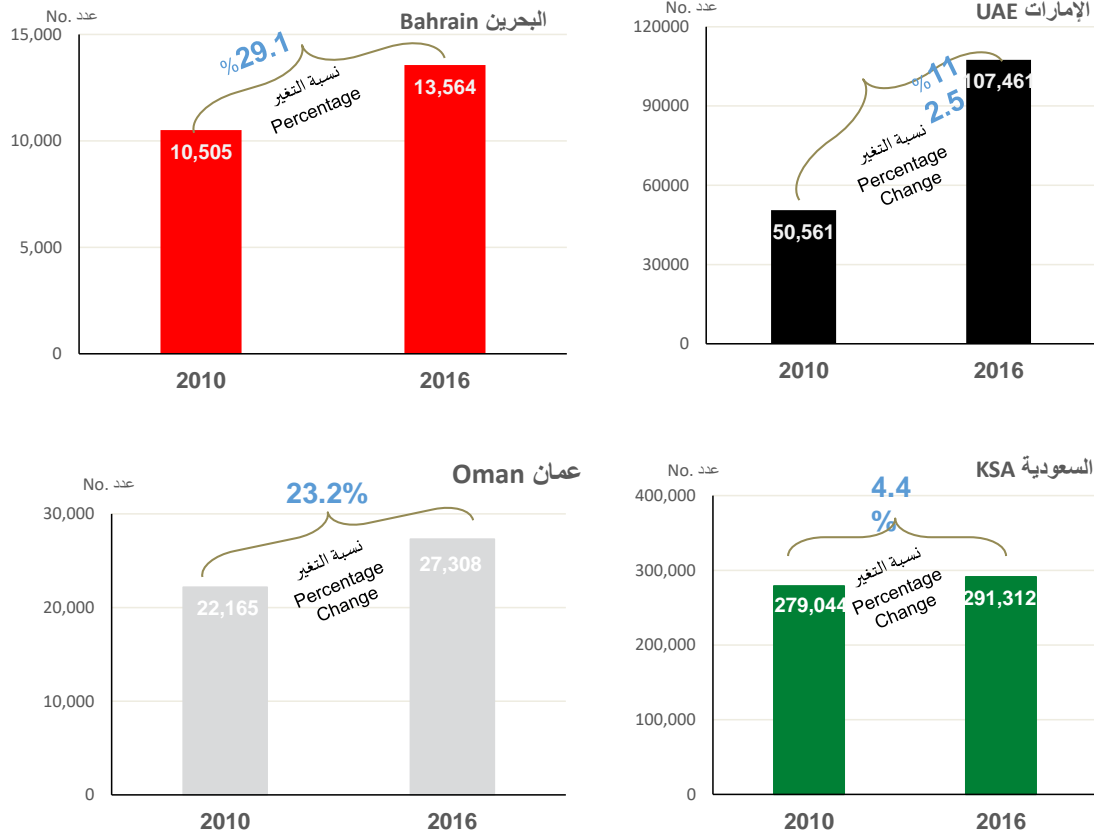 البحرين Bahrain
No. عدد
15,000
10,000
5,000
0
%29.1
نسبة التغير
Percentage
10,505
13,564
2010
2016
الإمارات UAE
No. عدد
120000
90000
60000
30000
0
%11
2.5
نسبة التغير
Percentage
Change
50,561
107,461
2010
2016
عمان Oman
No. عدد
30,000
20,000
10,000
0
23.2%
نسبة التغير
Percentage
Change
22,165
27,308
2010
2016
السعودية KSA
No. عدد
400,000
300,000
200,000
100,000
0
4.4
%
نسبة التغير
Percentage
Change
279,044
291,312
2010
2016